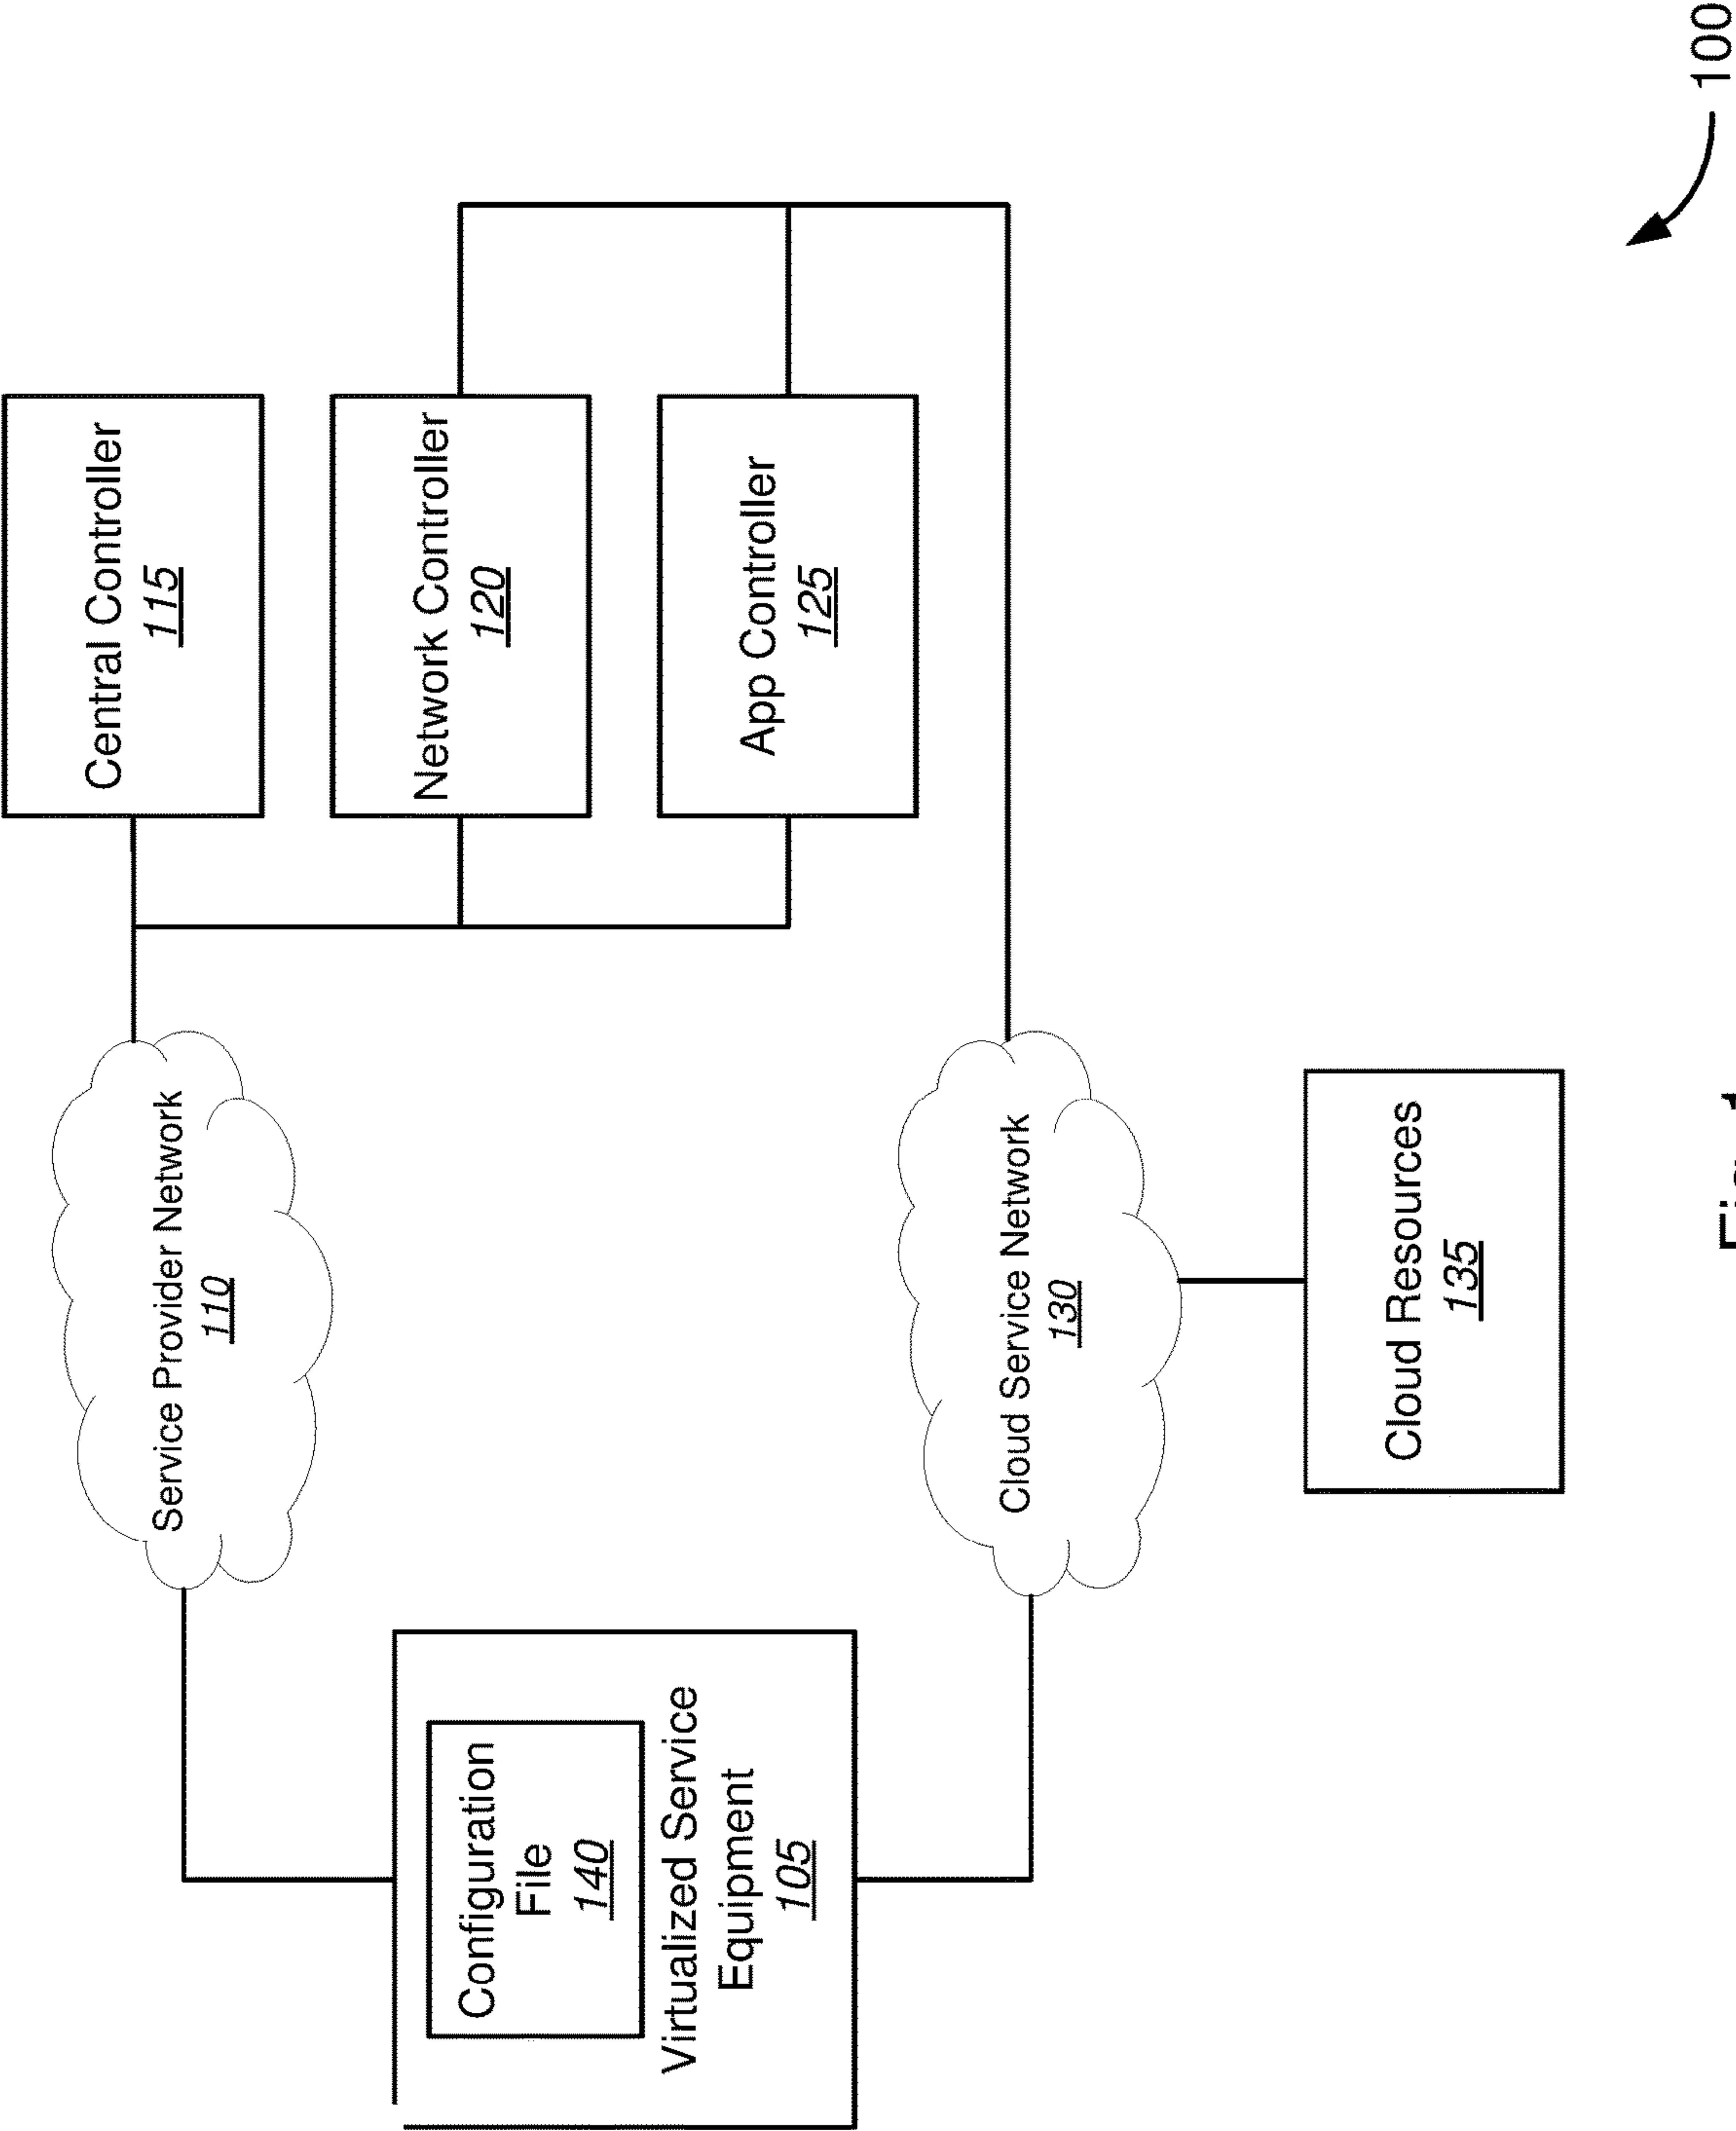 Central Controller
115
Service Provider Network
110
Network Controller
120
Configuration
File
140
Virtualized Service
Equipment
105
App Controller
125
Cloud Service Network
130
Cloud Resources
135
100